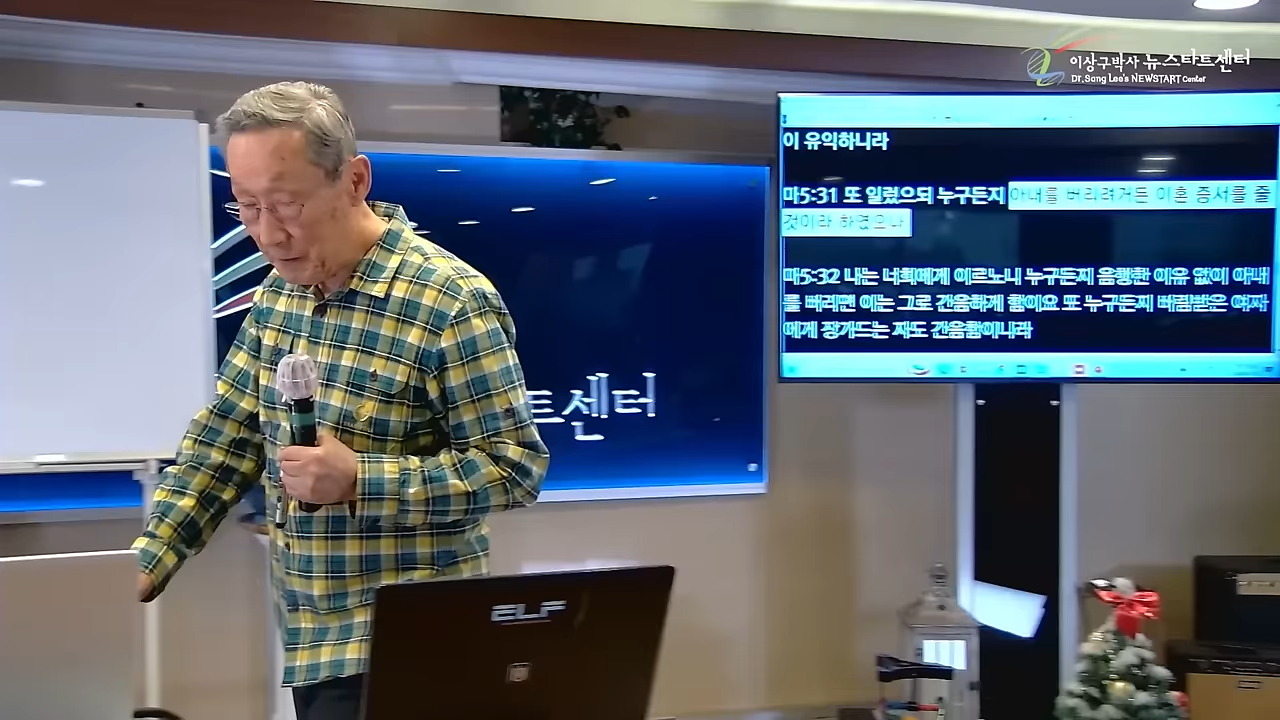 이상구박사 뉴스타트센터
Dr.Sang Lee's NEWSTART Center
이 유익하니라
마5:31 또 일렀으되 누구든지 아내를 버리려거든 이혼 증서를 줄
것이라 하였으나
마5:32 나는 너희에게 이르노니 누구든지 음행한 이유 없이 아내
를 버리면 이는 그로 간음하게 함이요 또 누구든지 버림받은 여자
에게 장가드는 자도 간음함이니라
트센터